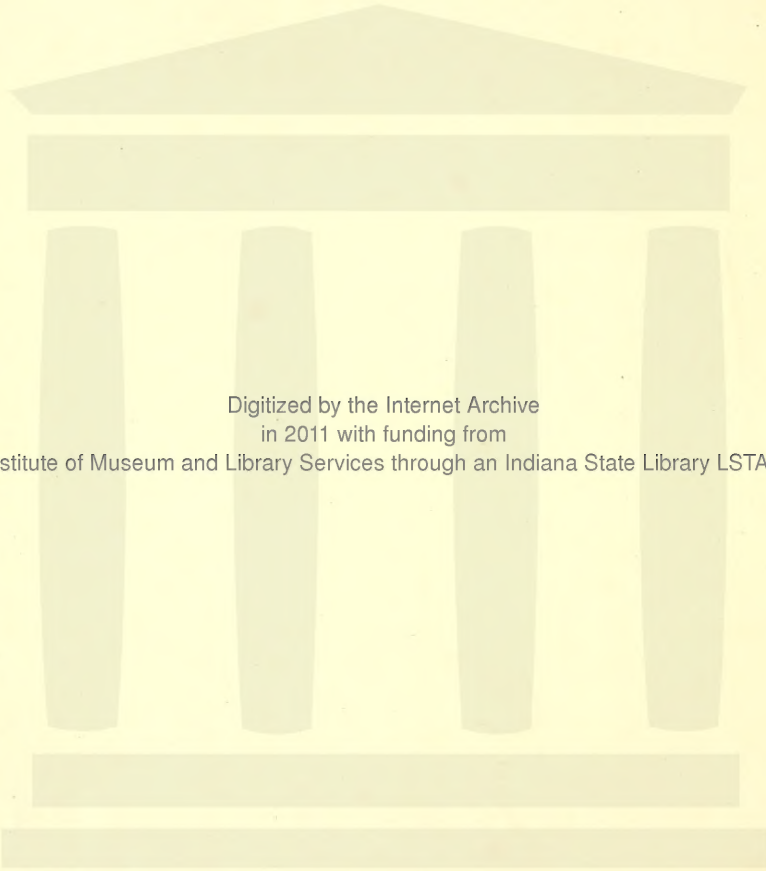 Digitized by the Internet Archive
in 2011 with funding from
stitute of Museum and Library Services through an Indiana State Library LSTA